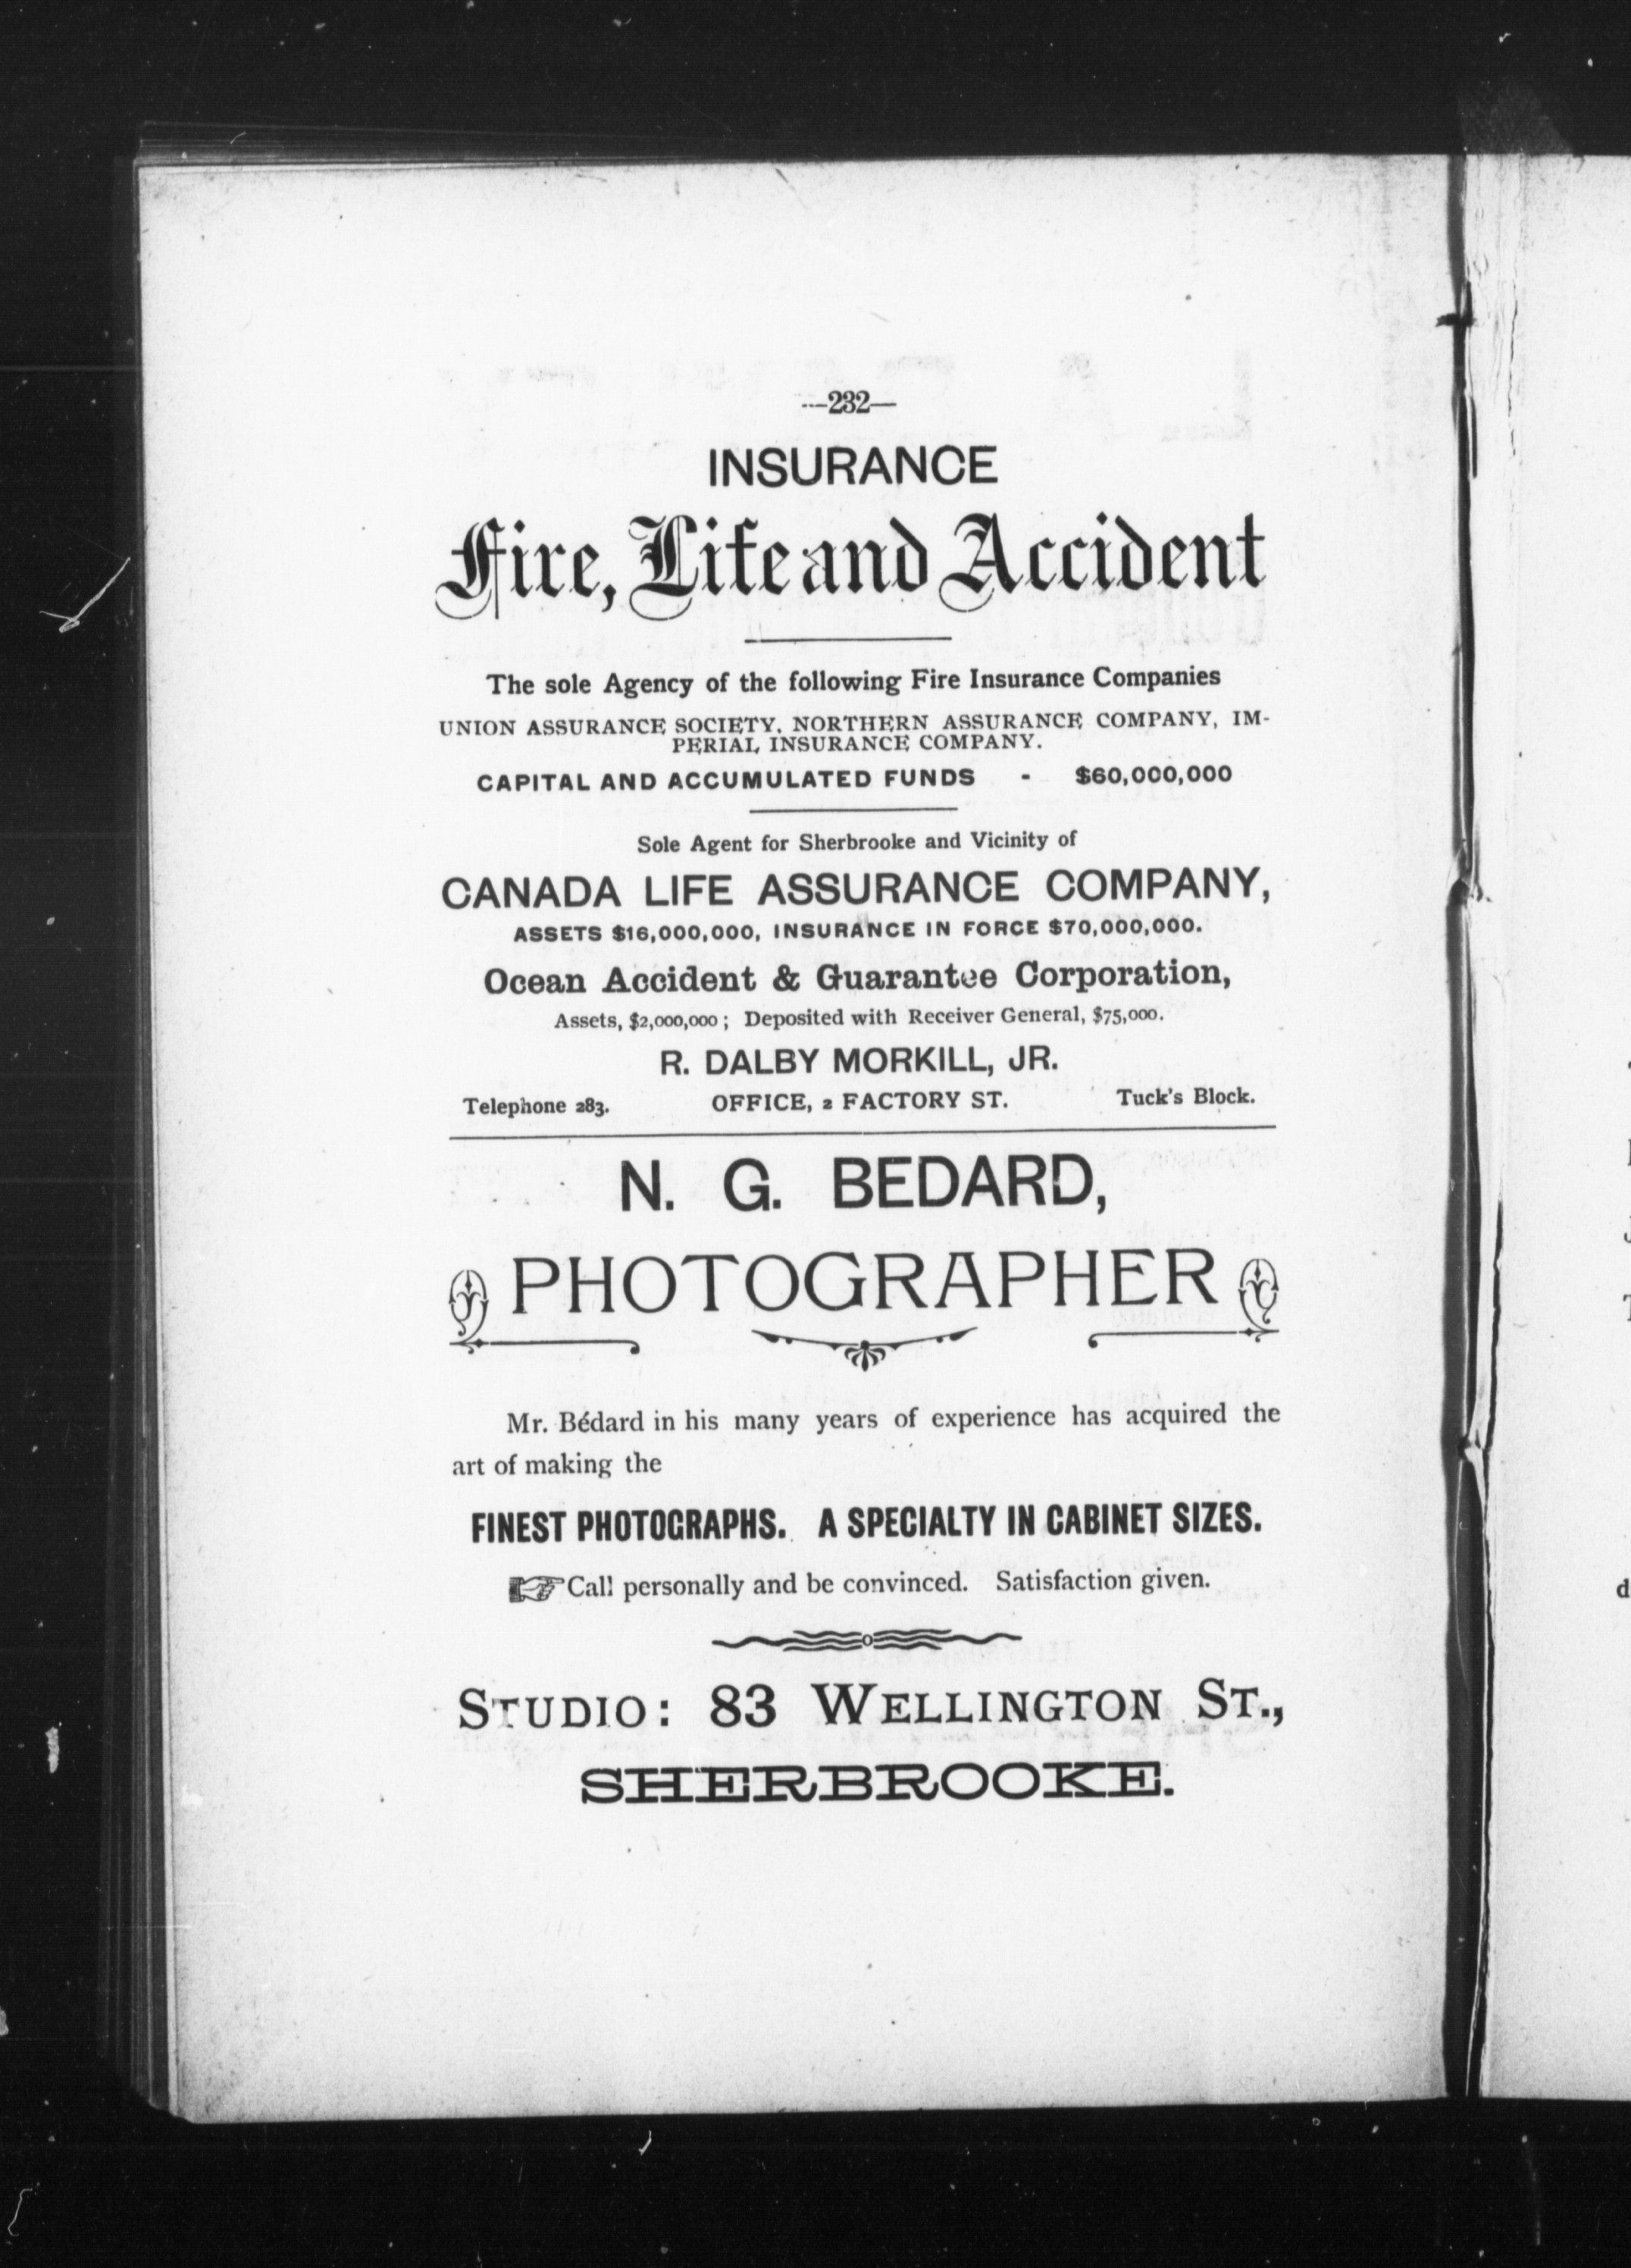 —232—
INSURANCE
Fire, Life and Accident
The sole Agency of the following Fire Insurance Companies
UNION ASSURANCE SOCIETY, NORTHERN ASSURANCE COMPANY, IM-
PERIAL INSURANCE COMPANY.
CAPITAL AND ACCUMULATED FUNDS - $60,000,000
Sole Agent for Sherbrooke and Vicinity of
CANADA LIFE ASSURANCE COMPANY,
ASSETS $16,000,000, INSURANCE IN FORCE $70,000,000.
Ocean Accident & Guarantee Corporation,
Assets, $2,000,000; Deposited with Receiver General, $75,000.
R. DALBY MORKILL, JR.
Telephone 283. OFFICE, 2 FACTORY ST. Tuck's Block.
N. G. BEDARD,
PHOTOGRAPHER
Mr. Bédard in his many years of experience has acquired the
art of making the
FINEST PHOTOGRAPHS. A SPECIALTY IN CABINET SIZES.
☞ Call personally and be convinced. Satisfaction given.
STUDIO: 83 WELLINGTON ST.,
SHERBROOKE.